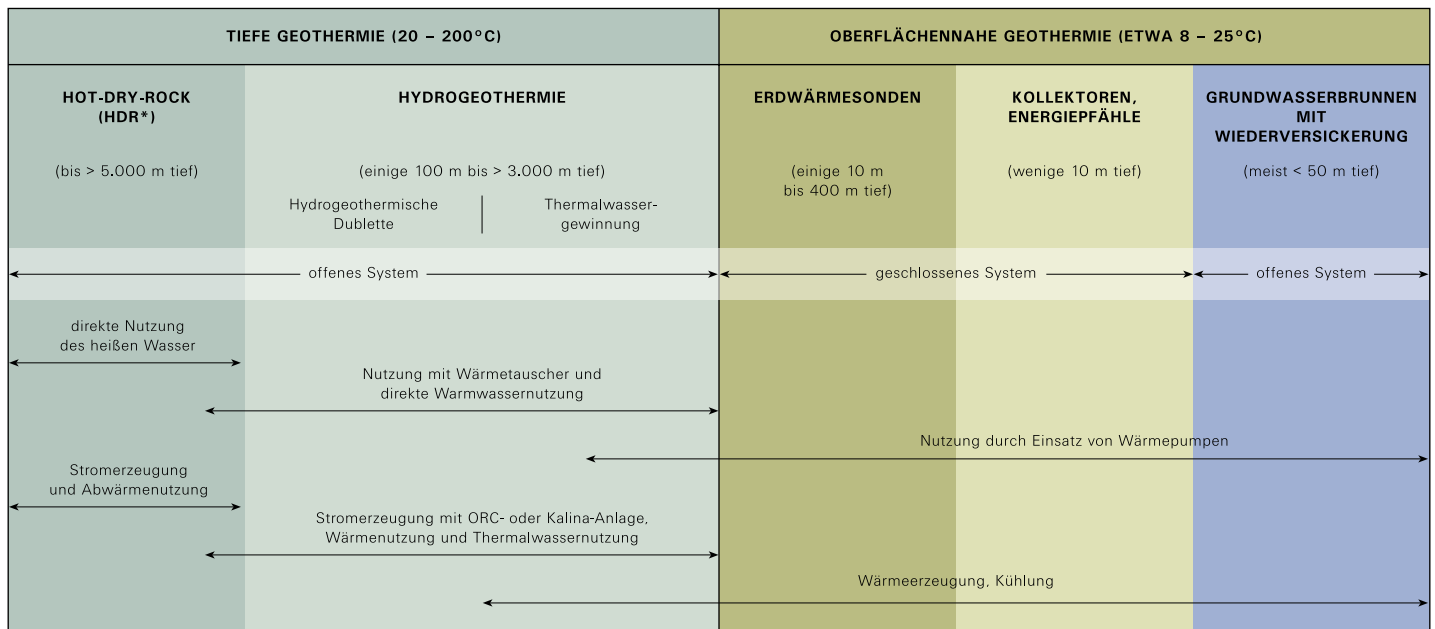 TIEFE GEOTHERMIE (20 – 200°C)
OBERFLÄCHENNAHE GEOTHERMIE (ETWA 8 – 25°C)
HOT-DRY-ROCK
(HDR*)
(bis > 5.000 m tief)
HYDROGEOTHERMIE
(einige 100 m bis > 3.000 m tief)
Hydrogeothermische
Dublette
Thermalwasser-
gewinnung
ERDWÄRMESONDEN
(einige 10 m
bis 400 m tief)
KOLLEKTOREN,
ENERGIEPFÄHLE
(wenige 10 m tief)
GRUNDWASSERBRUNNEN
MIT
WIEDERVERSICKERUNG
(meist < 50 m tief)
offenes System
geschlossenes System
offenes System
direkte Nutzung
des heißen Wasser
Nutzung mit Wärmetauscher und
direkte Warmwassernutzung
Nutzung durch Einsatz von Wärmepumpen
Stromerzeugung
und Abwärmenutzung
Stromerzeugung mit ORC- oder Kalina-Anlage,
Wärmenutzung und Thermalwassernutzung
Wärmeerzeugung, Kühlung